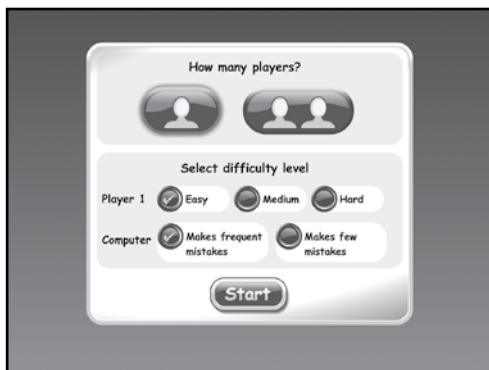 How many players?
Select difficulty level
Player 1 Easy Medium Hard
Computer Makes frequent Makes few
mistakes mistakes
Start